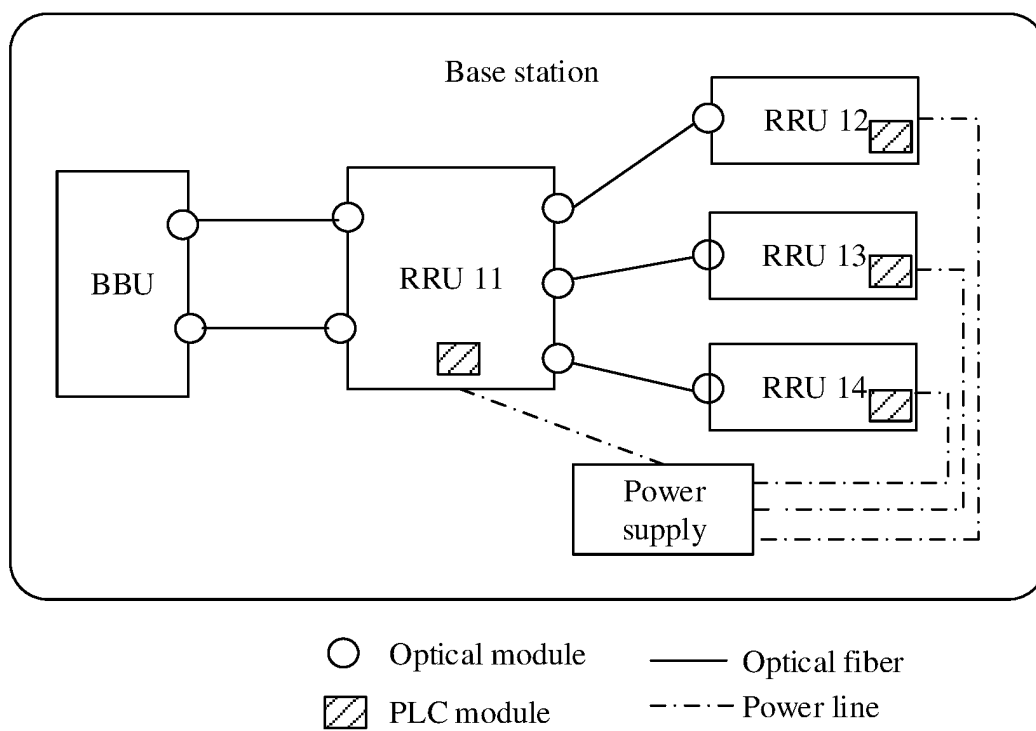 Base station
RRU 12
BBU
RRU 11
RRU 13
RRU 14
Power
supply
Optical module
Optical fiber
PLC module
Power line